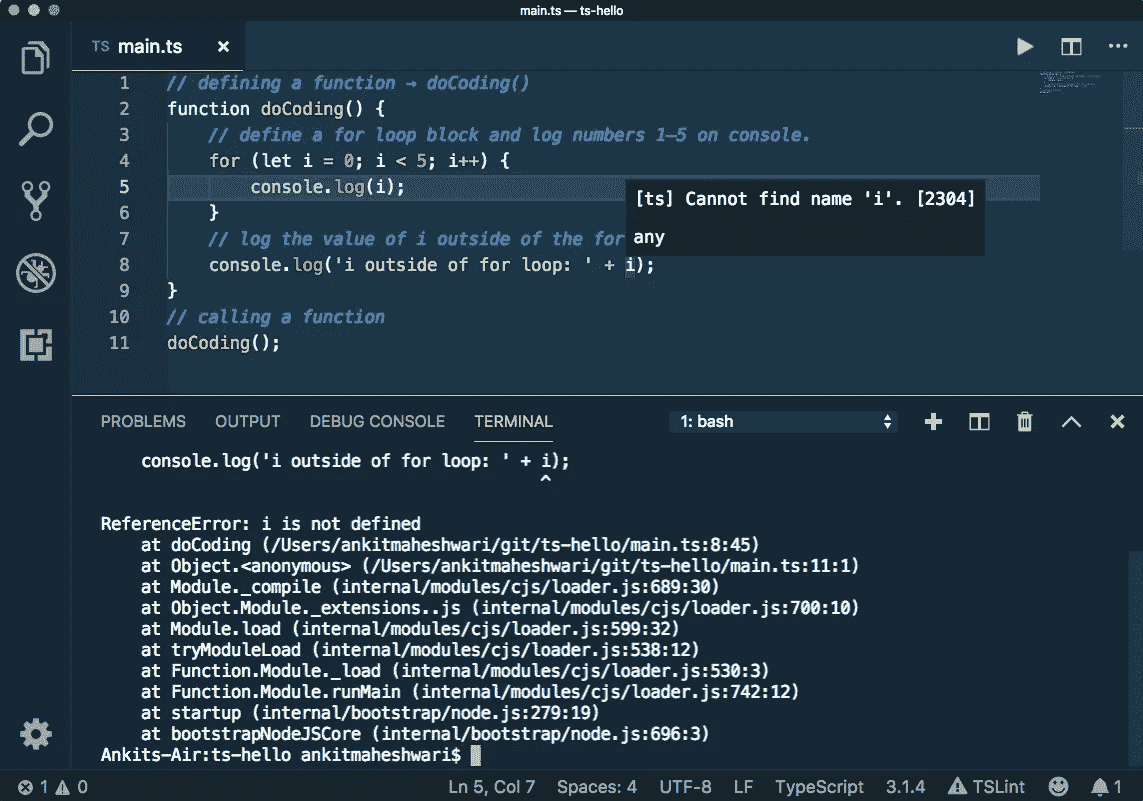 main.ts — ts-hello
TS main.ts ×
1 // defining a function → doCoding()
2 function doCoding() {
3 // define a for loop block and log numbers 1–5 on console.
4 for (let i = 0; i < 5; i++) {
5 console.log(i);
[ts] Cannot find name 'i'. [2304]
6 }
7 // log the value of i outside of the for
any
8 console.log('i outside of for loop: ' + i);
9 }
10 // calling a function
11 doCoding();
PROBLEMS OUTPUT DEBUG CONSOLE TERMINAL 1: bash
console.log('i outside of for loop: ' + i);
^
ReferenceError: i is not defined
at doCoding (/Users/ankitmaheshwari/git/ts-hello/main.ts:8:45)
at Object.<anonymous> (/Users/ankitmaheshwari/git/ts-hello/main.ts:11:1)
at Module._compile (internal/modules/cjs/loader.js:689:30)
at Object.Module._extensions..js (internal/modules/cjs/loader.js:700:10)
at Module.load (internal/modules/cjs/loader.js:599:32)
at tryModuleLoad (internal/modules/cjs/loader.js:538:12)
at Function.Module._load (internal/modules/cjs/loader.js:530:3)
at Function.Module.runMain (internal/modules/cjs/loader.js:742:12)
at startup (internal/bootstrap/node.js:279:19)
at bootstrapNodeJSCore (internal/bootstrap/node.js:696:3)
Ankits-Air:ts-hello ankitmaheshwari$
1 0 Ln 5, Col 7 Spaces: 4 UTF-8 LF TypeScript 3.1.4 TSLint 1